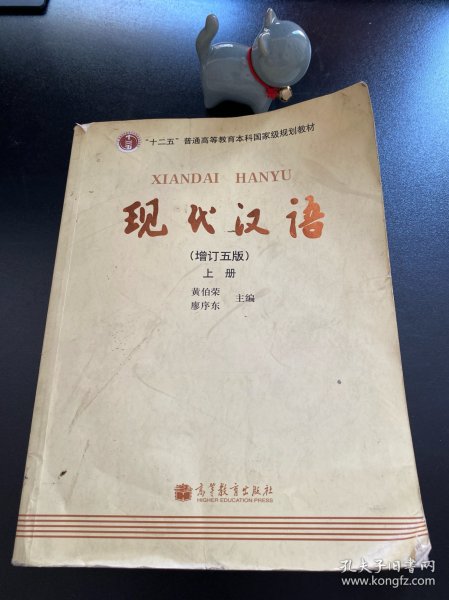 “十二五”普通高等教育本科国家级规划教材
XIANDAI HANYU
现代汉语
（增订五版）
上 册
黄伯荣
廖序东 主编
高等教育出版社
HIGHER EDUCATION PRESS
孔夫子旧书网
www.kongfz.com